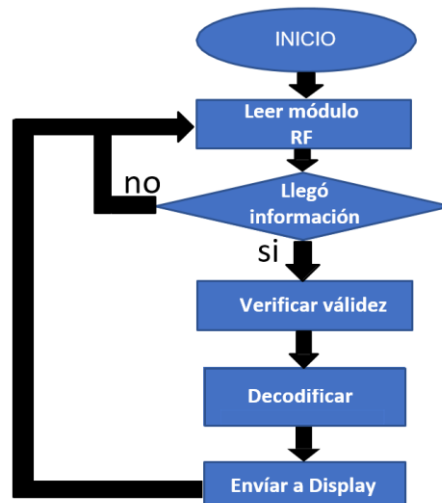 INICIO
Leer módulo
RF
Llegó
información
no
si
Verificar válidez
Decodificar
Envíar a Display